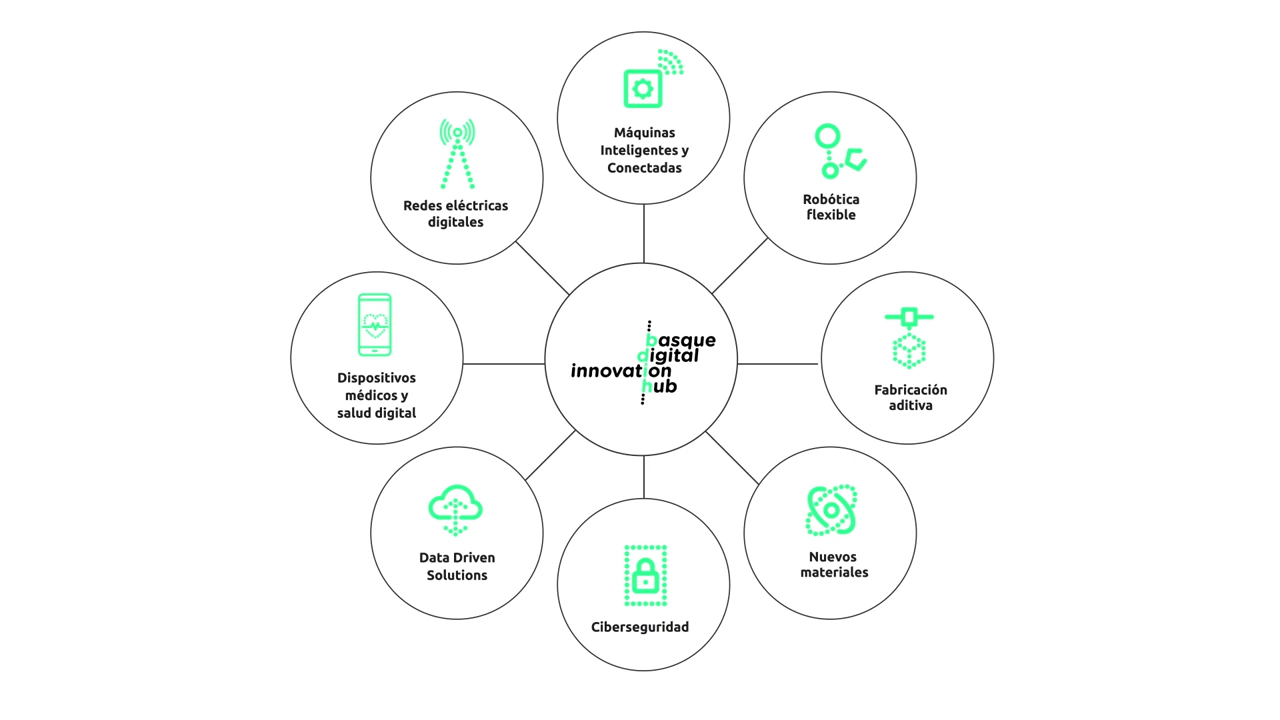 Máquinas
Inteligentes y
Conectadas
Robótica
flexible
Redes eléctricas
digitales
basque
digital
innovation
hub
Dispositivos
médicos y
salud digital
Fabricación
aditiva
Data Driven
Solutions
Nuevos
materiales
Ciberseguridad